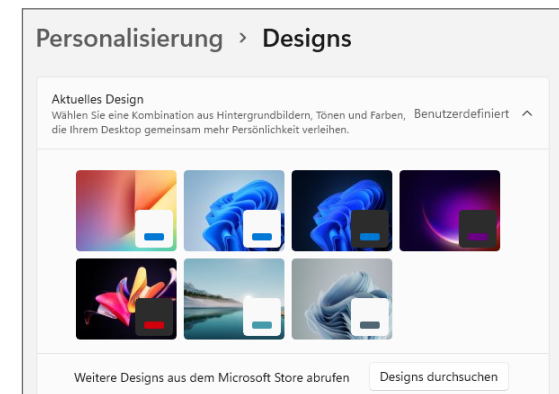 Personalisierung > Designs
Aktuelles Design
Wählen Sie eine Kombination aus Hintergrundbildern, Tönen und Farben, Benutzerdefiniert
die Ihrem Desktop gemeinsam mehr Persönlichkeit verleihen.
Weitere Designs aus dem Microsoft Store abrufen Designs durchsuchen